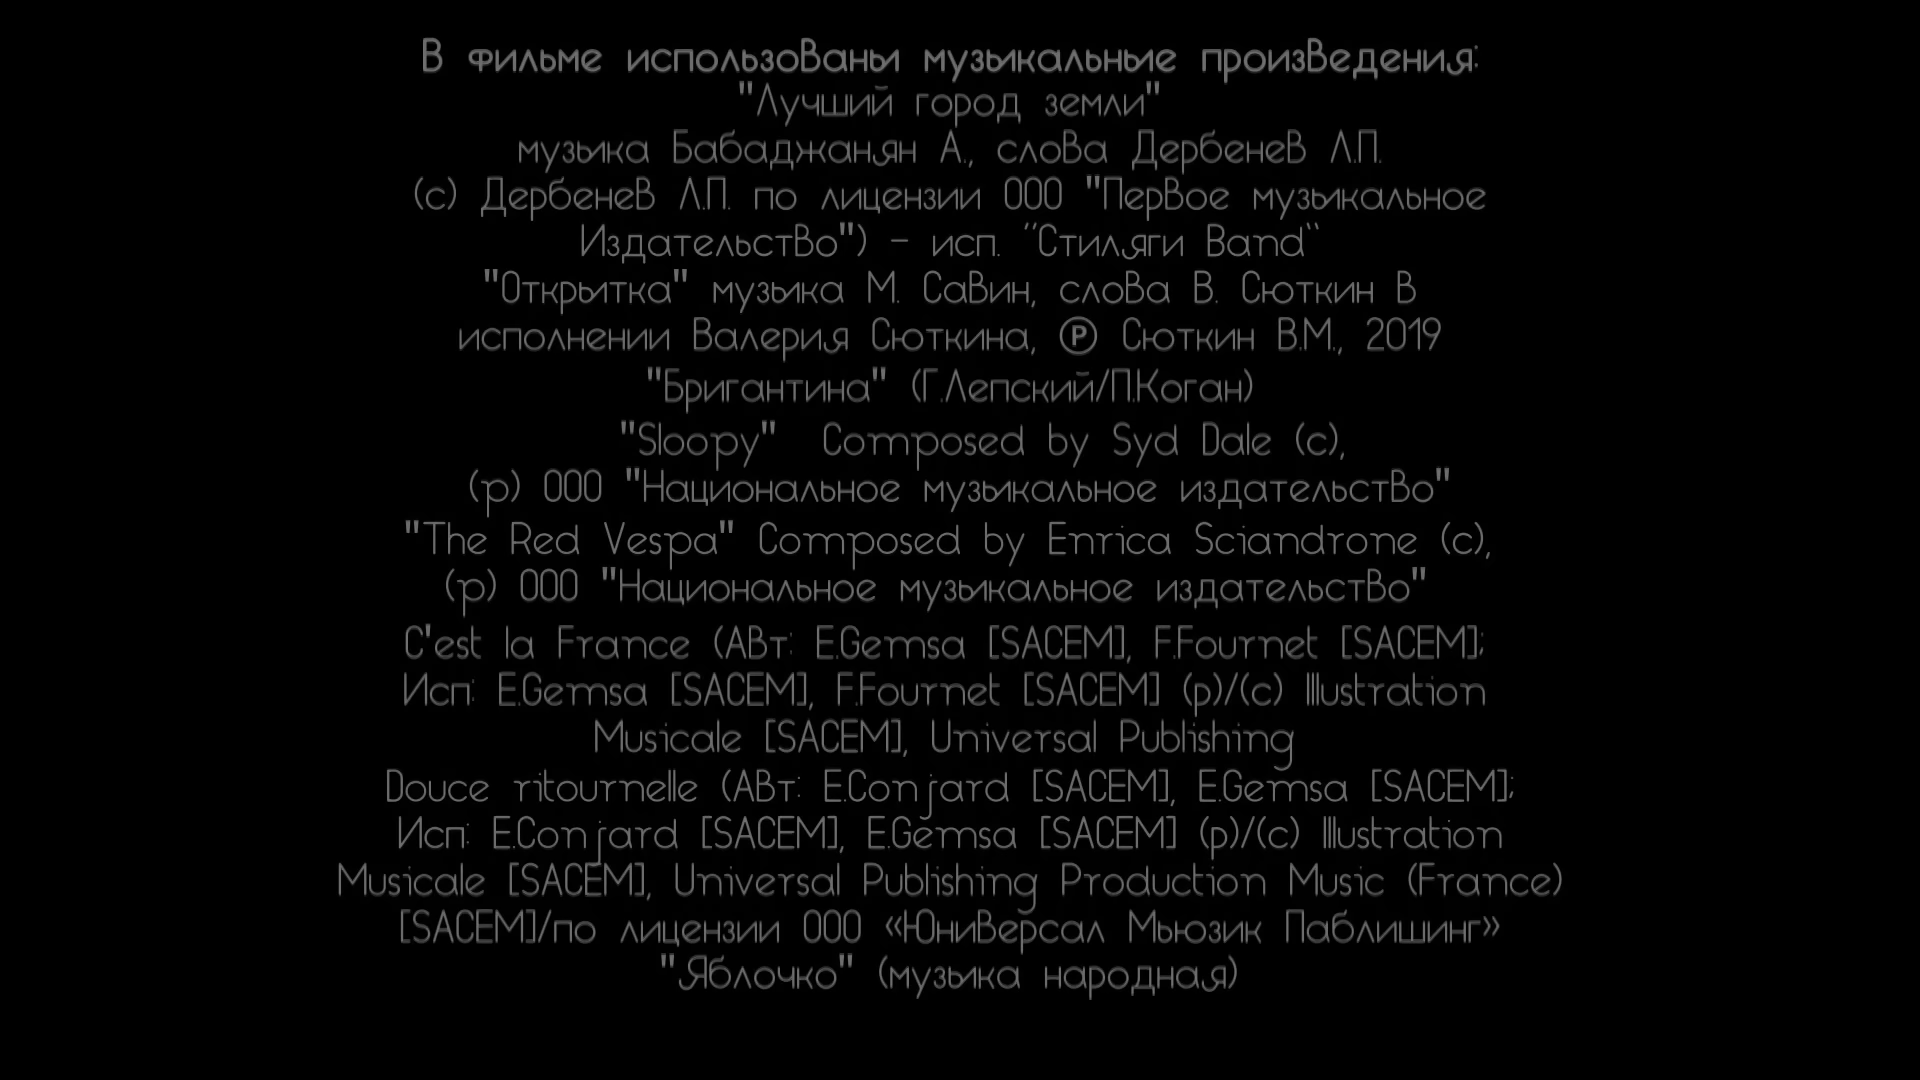 В фильме использованы музыкальные произведения:
"Лучший город земли"
музыка Бабаджанян А., слова Дербенев Л.П.
(с) Дербенев Л.П. по лицензии ООО "Первое музыкальное
Издательство") - исп. "Стиляги Band"
"Открытка" музыка М. Савин, слова В. Сюткин В
исполнении Валерия Сюткина, ℗ Сюткин В.М., 2019
"Бригантина" (Г.Лепский/П.Коган)
"Sloopy" Composed by Syd Dale (c),
(p) ООО "Национальное музыкальное издательство"
"The Red Vespa" Composed by Enrica Sciandrone (c),
(p) ООО "Национальное музыкальное издательство"
C'est la France (Авт: E.Gemsa [SACEM], F.Fournet [SACEM];
Исп: E.Gemsa [SACEM], F.Fournet [SACEM] (p)/(c) Illustration
Musicale [SACEM], Universal Publishing
Douce ritournelle (Авт: E.Conjard [SACEM], E.Gemsa [SACEM];
Исп: E.Conjard [SACEM], E.Gemsa [SACEM] (p)/(c) Illustration
Musicale [SACEM], Universal Publishing Production Music (France)
[SACEM]/по лицензии ООО «Юниверсал Мьюзик Паблишинг»
"Яблочко" (музыка народная)